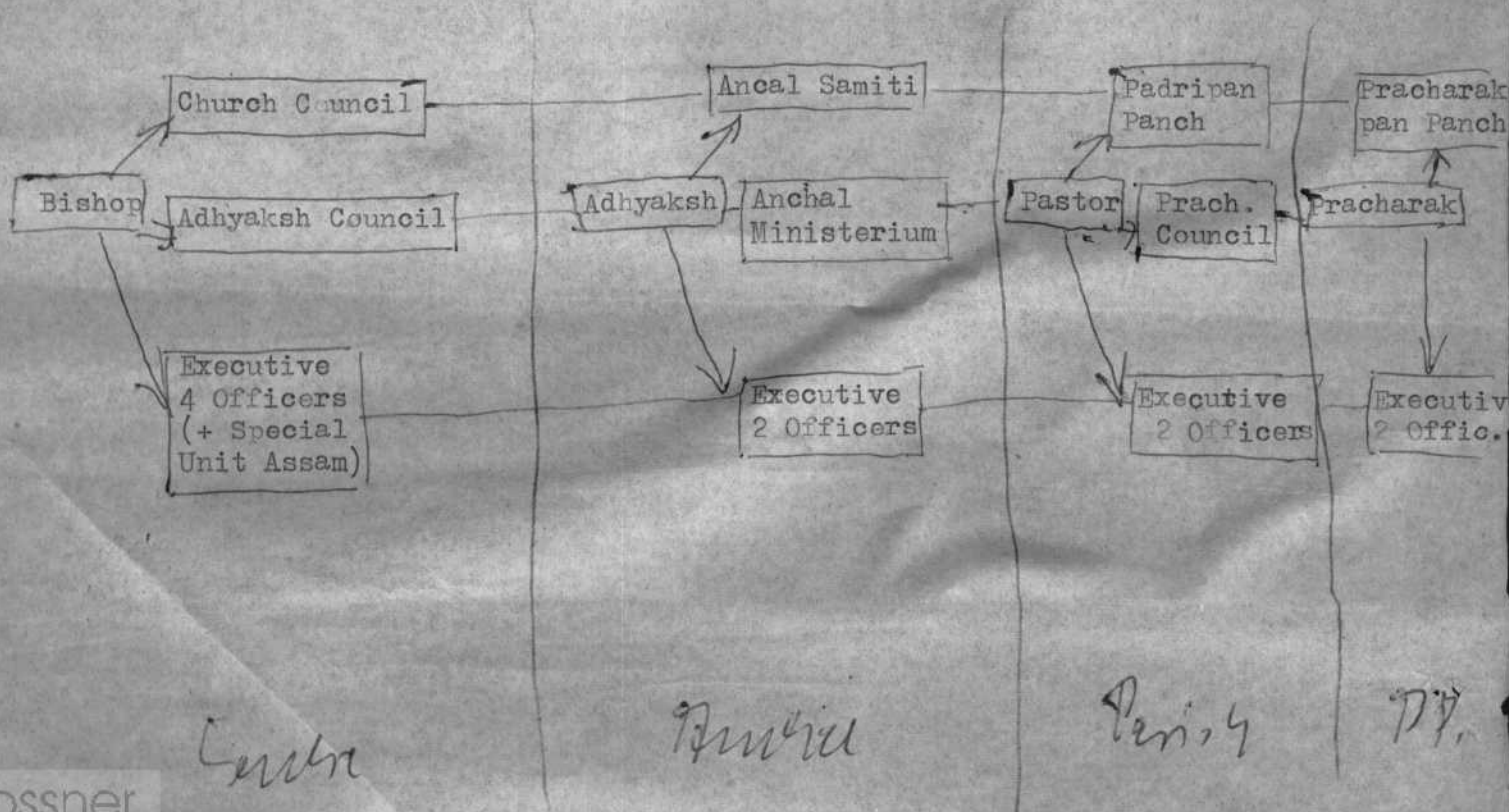 Church Council
Ancal Samiti
Padripan
Panch
Pracharak
pan Panch
Bishop
Adhyaksh Council
Adhyaksh
Anchal
Ministerium
Pastor
Prach.
Council
Pracharak
Executive
4 Officers
(+ Special
Unit Assam)
Executive
2 Officers
Executive
2 Officers
Executiv
2 Offic.
Parish
ossner